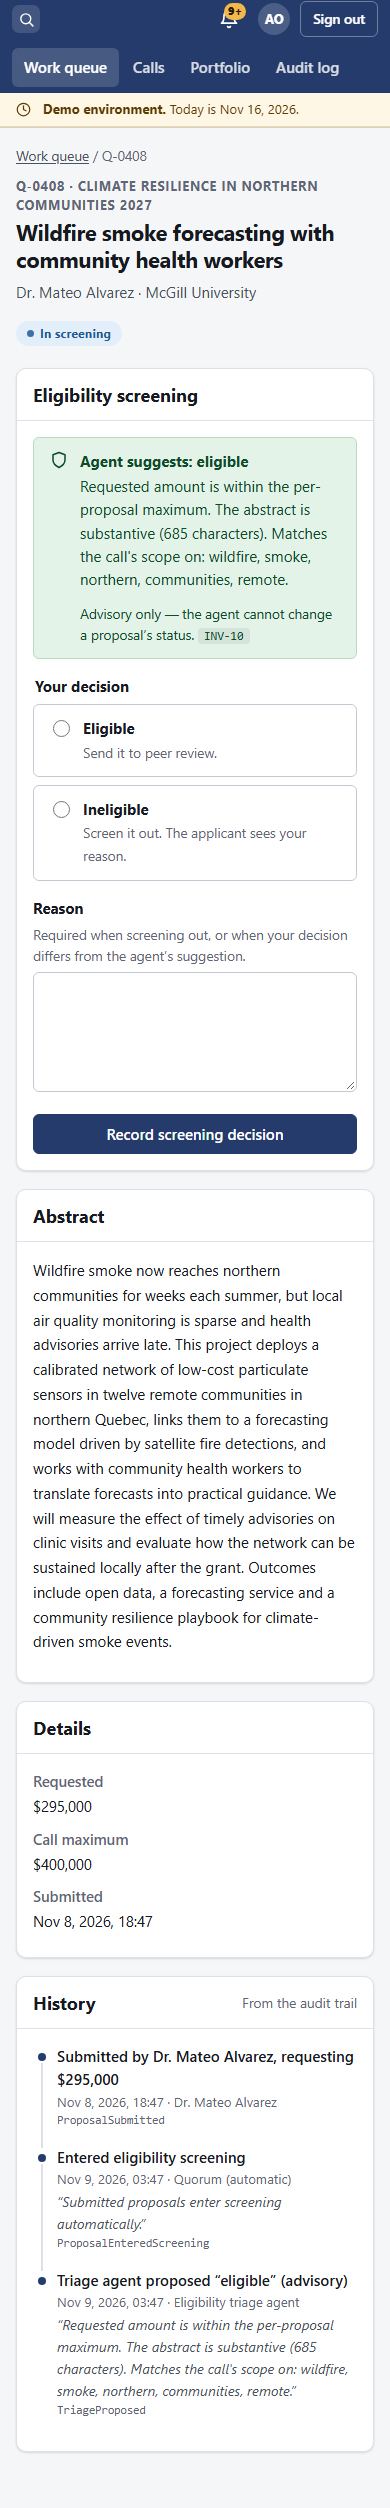 9+
AO
Sign out
Work queue
Calls
Portfolio
Audit log
Demo environment. Today is Nov 16, 2026.
Work queue / Q-0408
Q-0408 · CLIMATE RESILIENCE IN NORTHERN
COMMUNITIES 2027
Wildfire smoke forecasting with
community health workers
Dr. Mateo Alvarez · McGill University
In screening
Eligibility screening
Agent suggests: eligible
Requested amount is within the per-
proposal maximum. The abstract is
substantive (685 characters). Matches
the call's scope on: wildfire, smoke,
northern, communities, remote.
Advisory only — the agent cannot change
a proposal's status. INV-10
Your decision
Eligible
Send it to peer review.
Ineligible
Screen it out. The applicant sees your
reason.
Reason
Required when screening out, or when your decision
differs from the agent's suggestion.
Record screening decision
Abstract
Wildfire smoke now reaches northern
communities for weeks each summer, but local
air quality monitoring is sparse and health
advisories arrive late. This project deploys a
calibrated network of low-cost particulate
sensors in twelve remote communities in
northern Quebec, links them to a forecasting
model driven by satellite fire detections, and
works with community health workers to
translate forecasts into practical guidance. We
will measure the effect of timely advisories on
clinic visits and evaluate how the network can be
sustained locally after the grant. Outcomes
include open data, a forecasting service and a
community resilience playbook for climate-
driven smoke events.
Details
Requested
$295,000
Call maximum
$400,000
Submitted
Nov 8, 2026, 18:47
History
From the audit trail
Submitted by Dr. Mateo Alvarez, requesting
$295,000
Nov 8, 2026, 18:47 · Dr. Mateo Alvarez
ProposalSubmitted
Entered eligibility screening
Nov 9, 2026, 03:47 · Quorum (automatic)
“Submitted proposals enter screening
automatically.”
ProposalEnteredScreening
Triage agent proposed “eligible” (advisory)
Nov 9, 2026, 03:47 · Eligibility triage agent
“Requested amount is within the per-proposal
maximum. The abstract is substantive (685
characters). Matches the call's scope on: wildfire,
smoke, northern, communities, remote.”
TriageProposed